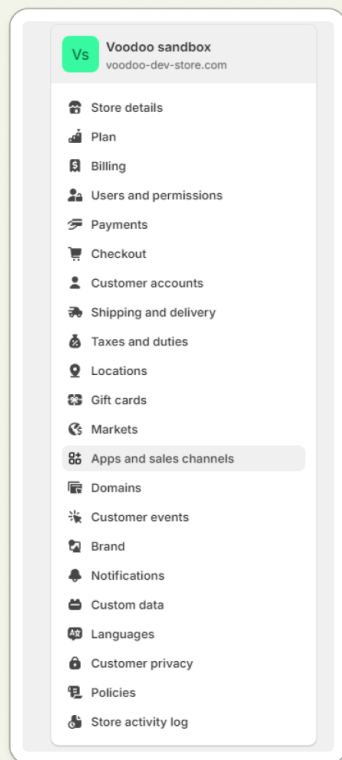 Vs
Voodoo sandbox
voodoo-dev-store.com
Store details
Plan
Billing
Users and permissions
Payments
Checkout
Customer accounts
Shipping and delivery
Taxes and duties
Locations
Gift cards
Markets
Apps and sales channels
Domains
Customer events
Brand
Notifications
Custom data
Languages
Customer privacy
Policies
Store activity log